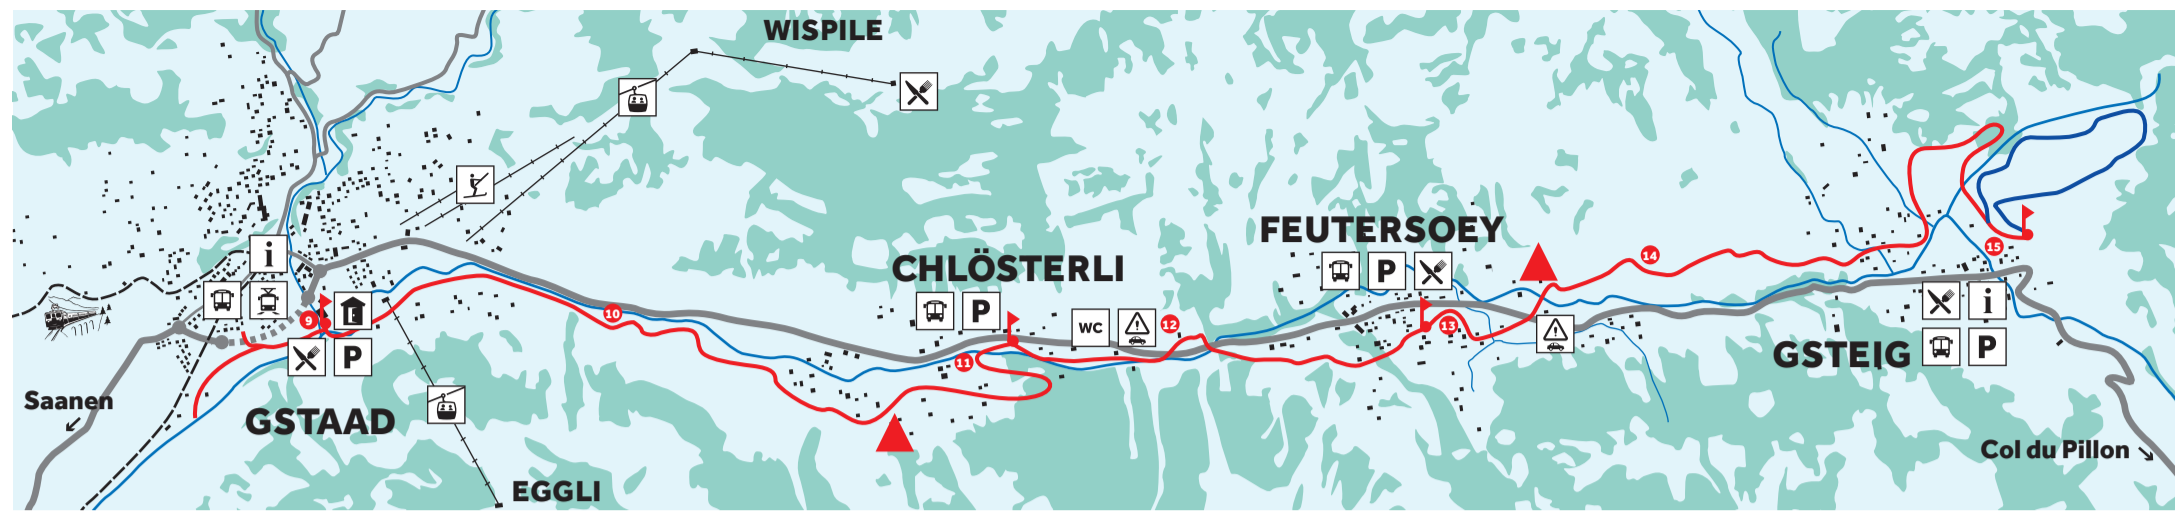 WISPILE
FEUTERSOEY
14
15
i
CHLÖSTERLI
P
P
9
10
WC
12
13
i
11
P
GSTEIG
P
Saanen
GSTAAD
Col du Pillon
EGGLI